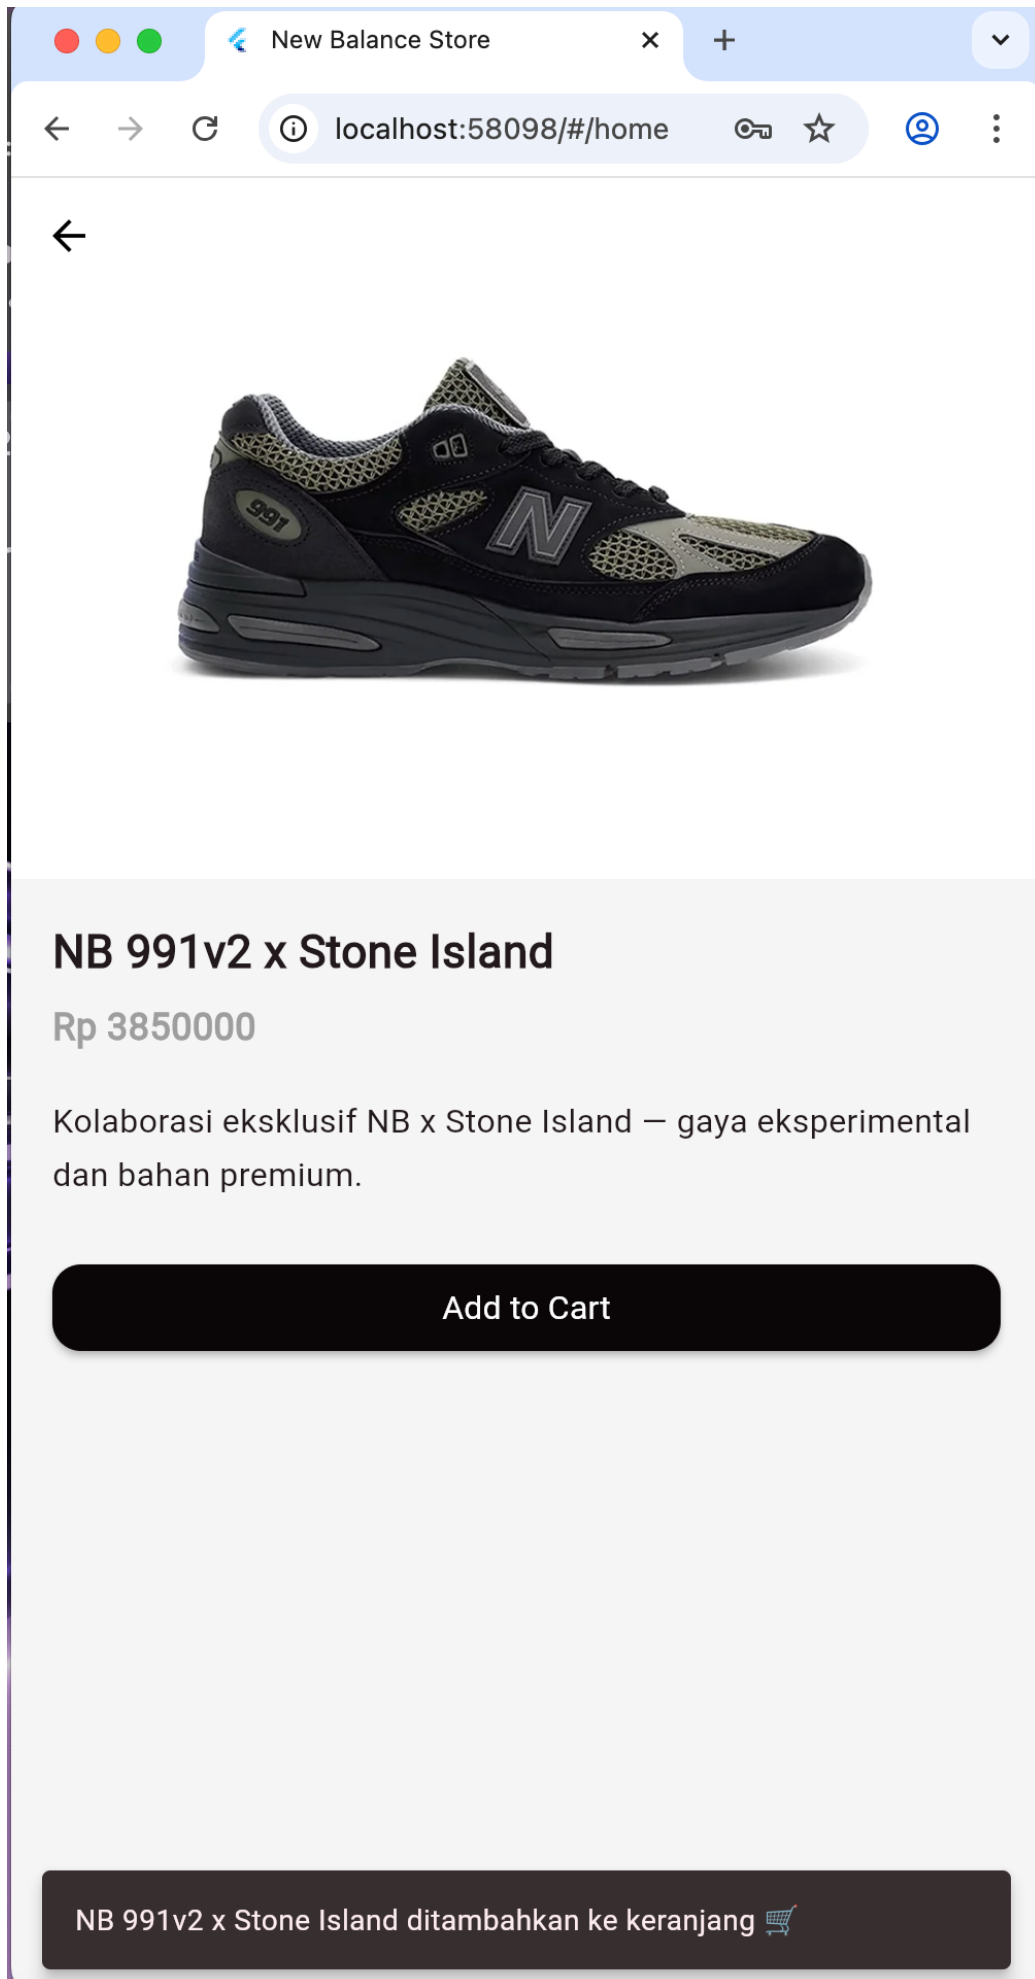 New Balance Store
localhost:58098/#/home
991
N
NB 991v2 x Stone Island
Rp 3850000
Kolaborasi eksklusif NB x Stone Island — gaya eksperimental
dan bahan premium.
Add to Cart
NB 991v2 x Stone Island ditambahkan ke keranjang 🛒